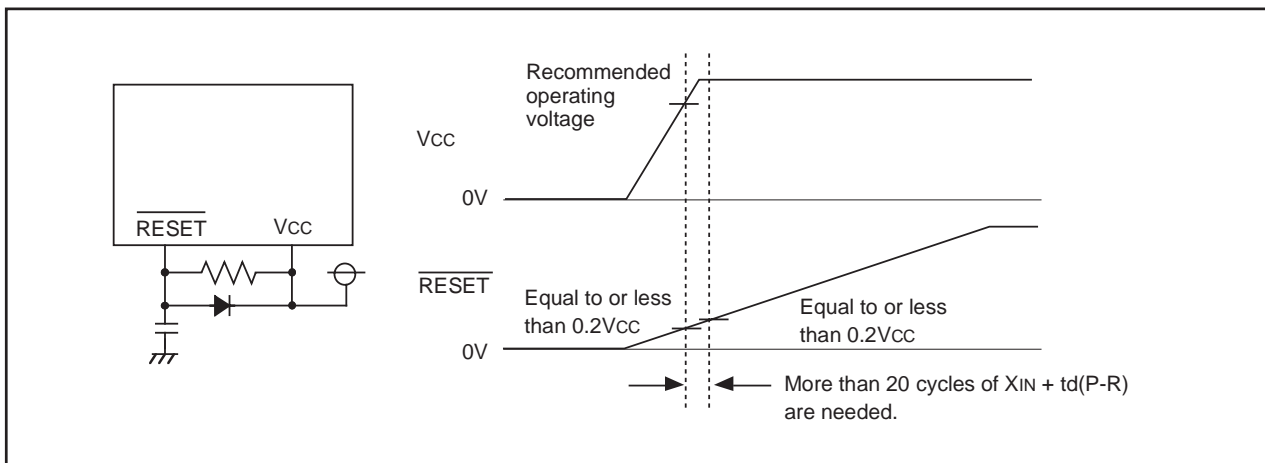 RESET
VCC
Recommended
operating
voltage
VCC
0V
RESET
Equal to or less
than 0.2VCC
Equal to or less
than 0.2VCC
0V
More than 20 cycles of XIN + td(P-R)
are needed.